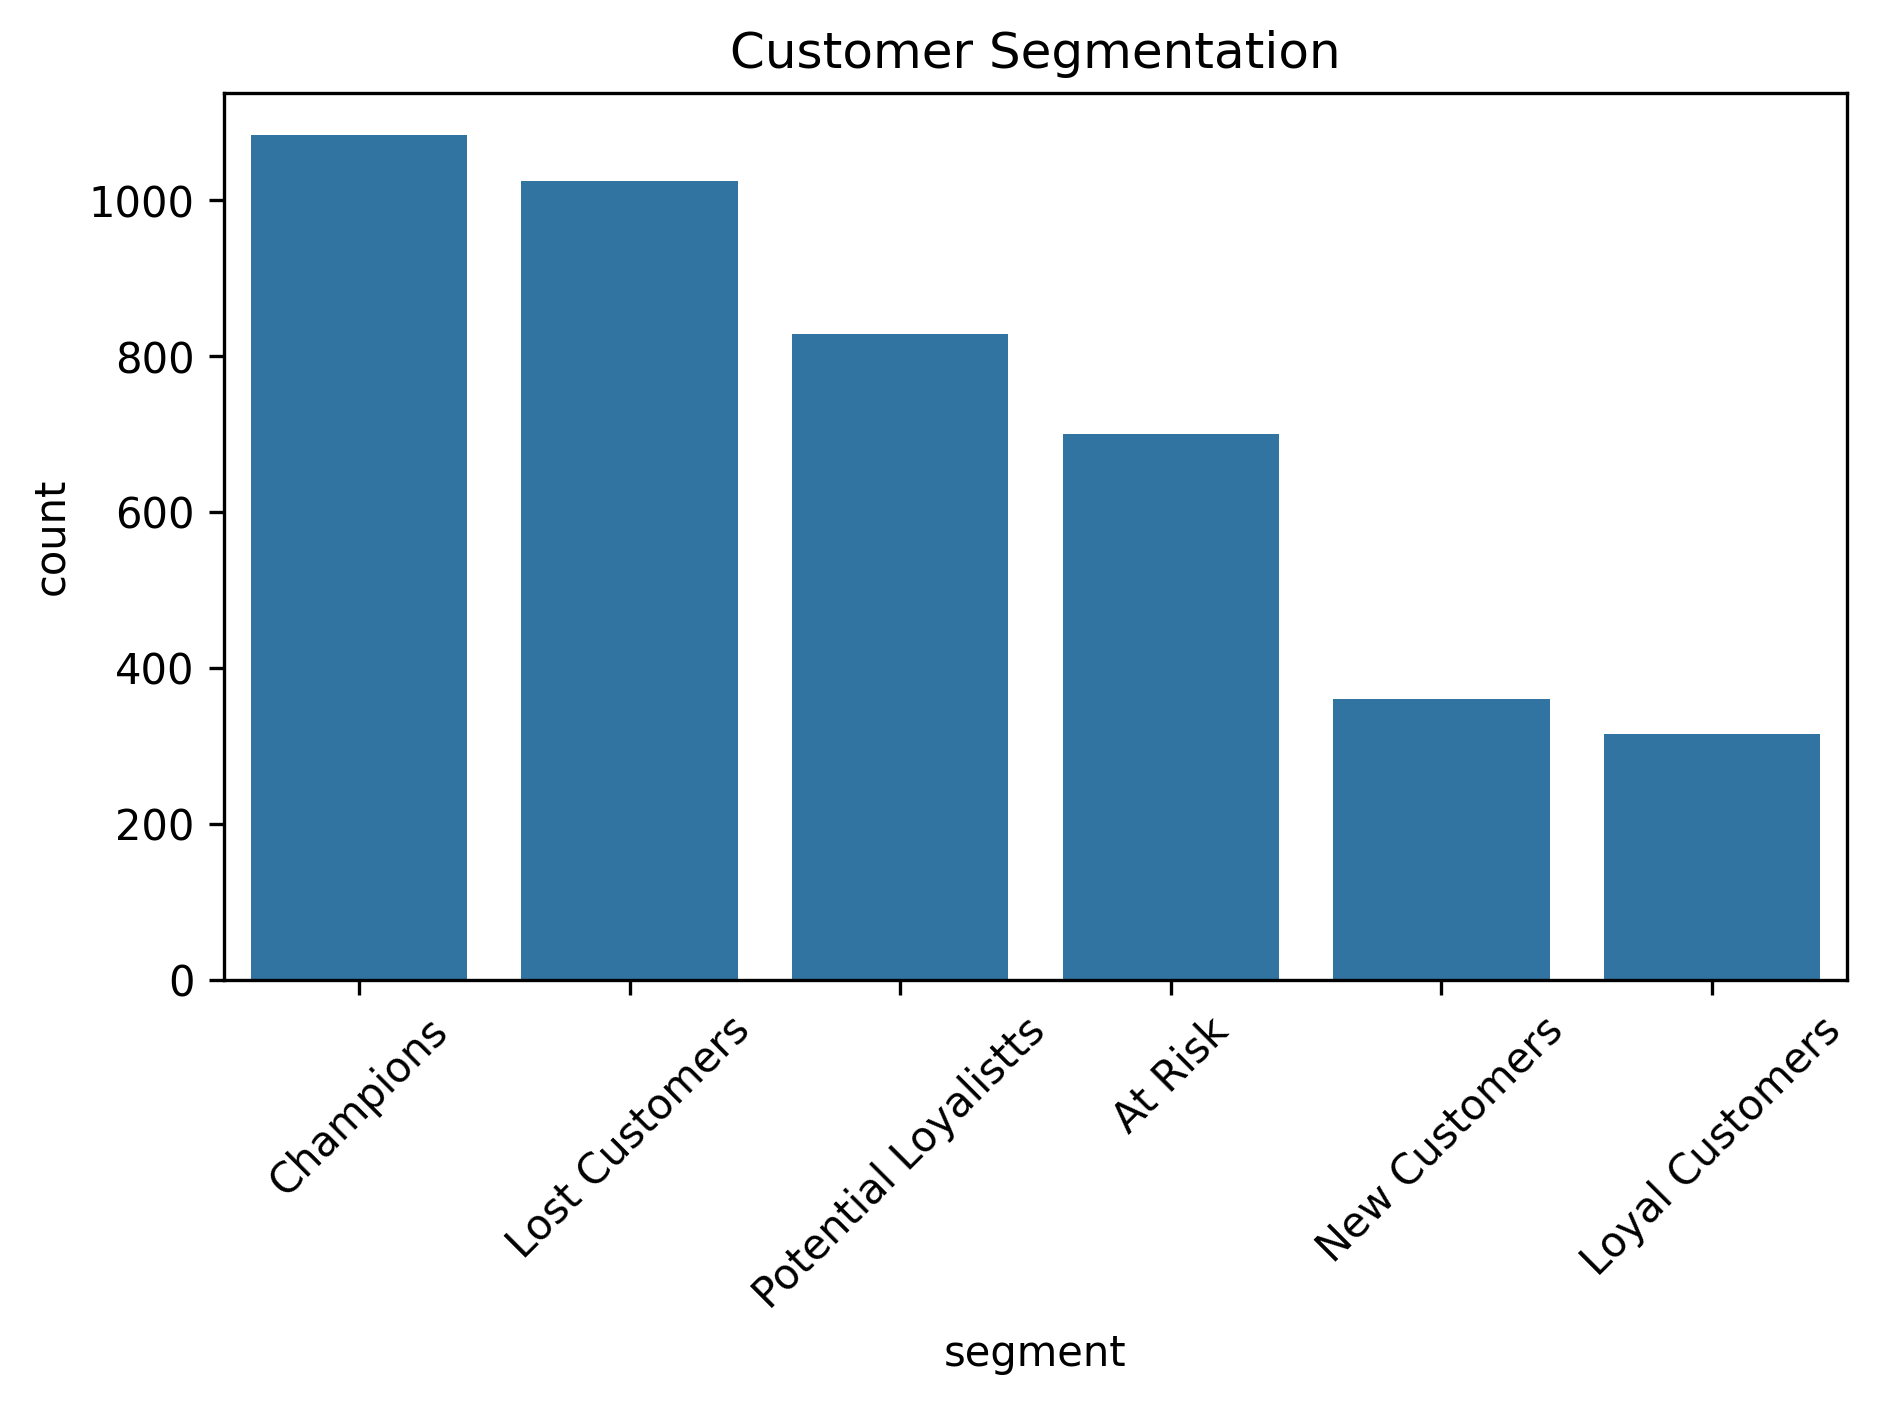 Customer Segmentation
1000
800
600
400
200
0
count
Champions
Lost Customers
Potential Loyalistts
At Risk
New Customers
Loyal Customers
segment